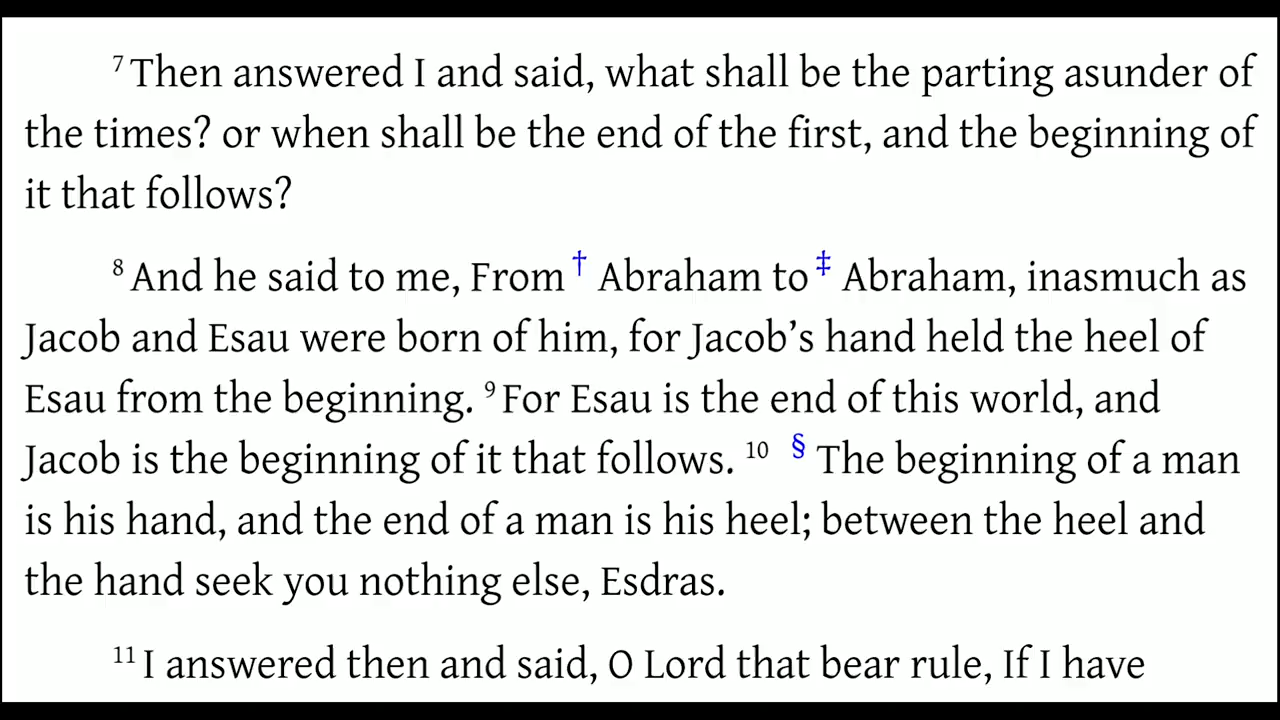 7 Then answered I and said, what shall be the parting asunder of
the times? or when shall be the end of the first, and the beginning of
it that follows?
8 And he said to me, From † Abraham to ‡ Abraham, inasmuch as
Jacob and Esau were born of him, for Jacob’s hand held the heel of
Esau from the beginning. 9 For Esau is the end of this world, and
Jacob is the beginning of it that follows. 10 § The beginning of a man
is his hand, and the end of a man is his heel; between the heel and
the hand seek you nothing else, Esdras.
11 I answered then and said, O Lord that bear rule, If I have